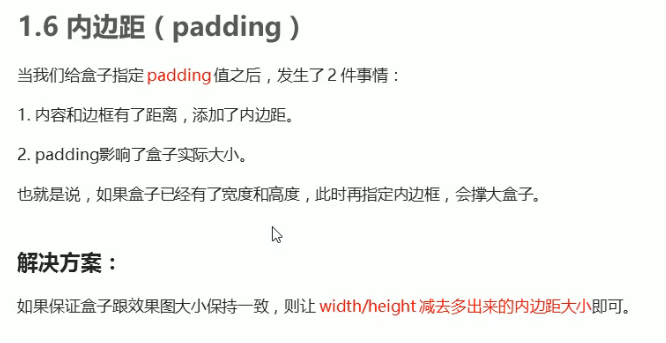 1.6 内边距（padding）
当我们给盒子指定 padding 值之后，发生了 2 件事情：
1. 内容和边框有了距离，添加了内边距。
2. padding影响了盒子实际大小。
也就是说，如果盒子已经有了宽度和高度，此时再指定内边框，会撑大盒子。
解决方案：
如果保证盒子跟效果图大小保持一致，则让 width/height 减去多出来的内边距大小即可。